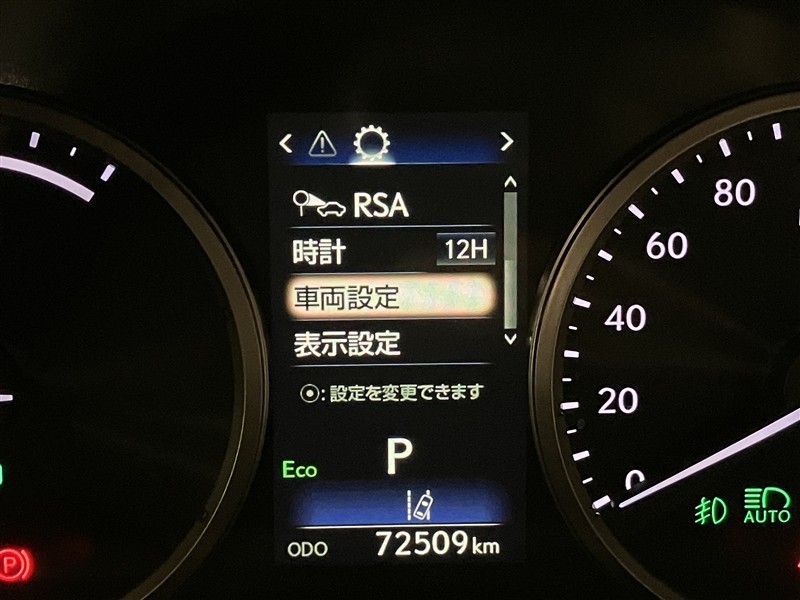 RSA
時計 12H
車両設定
表示設定
⦿:設定を変更できます
P
Eco
ODO 72509km
80
60
40
20
0
AUTO
P